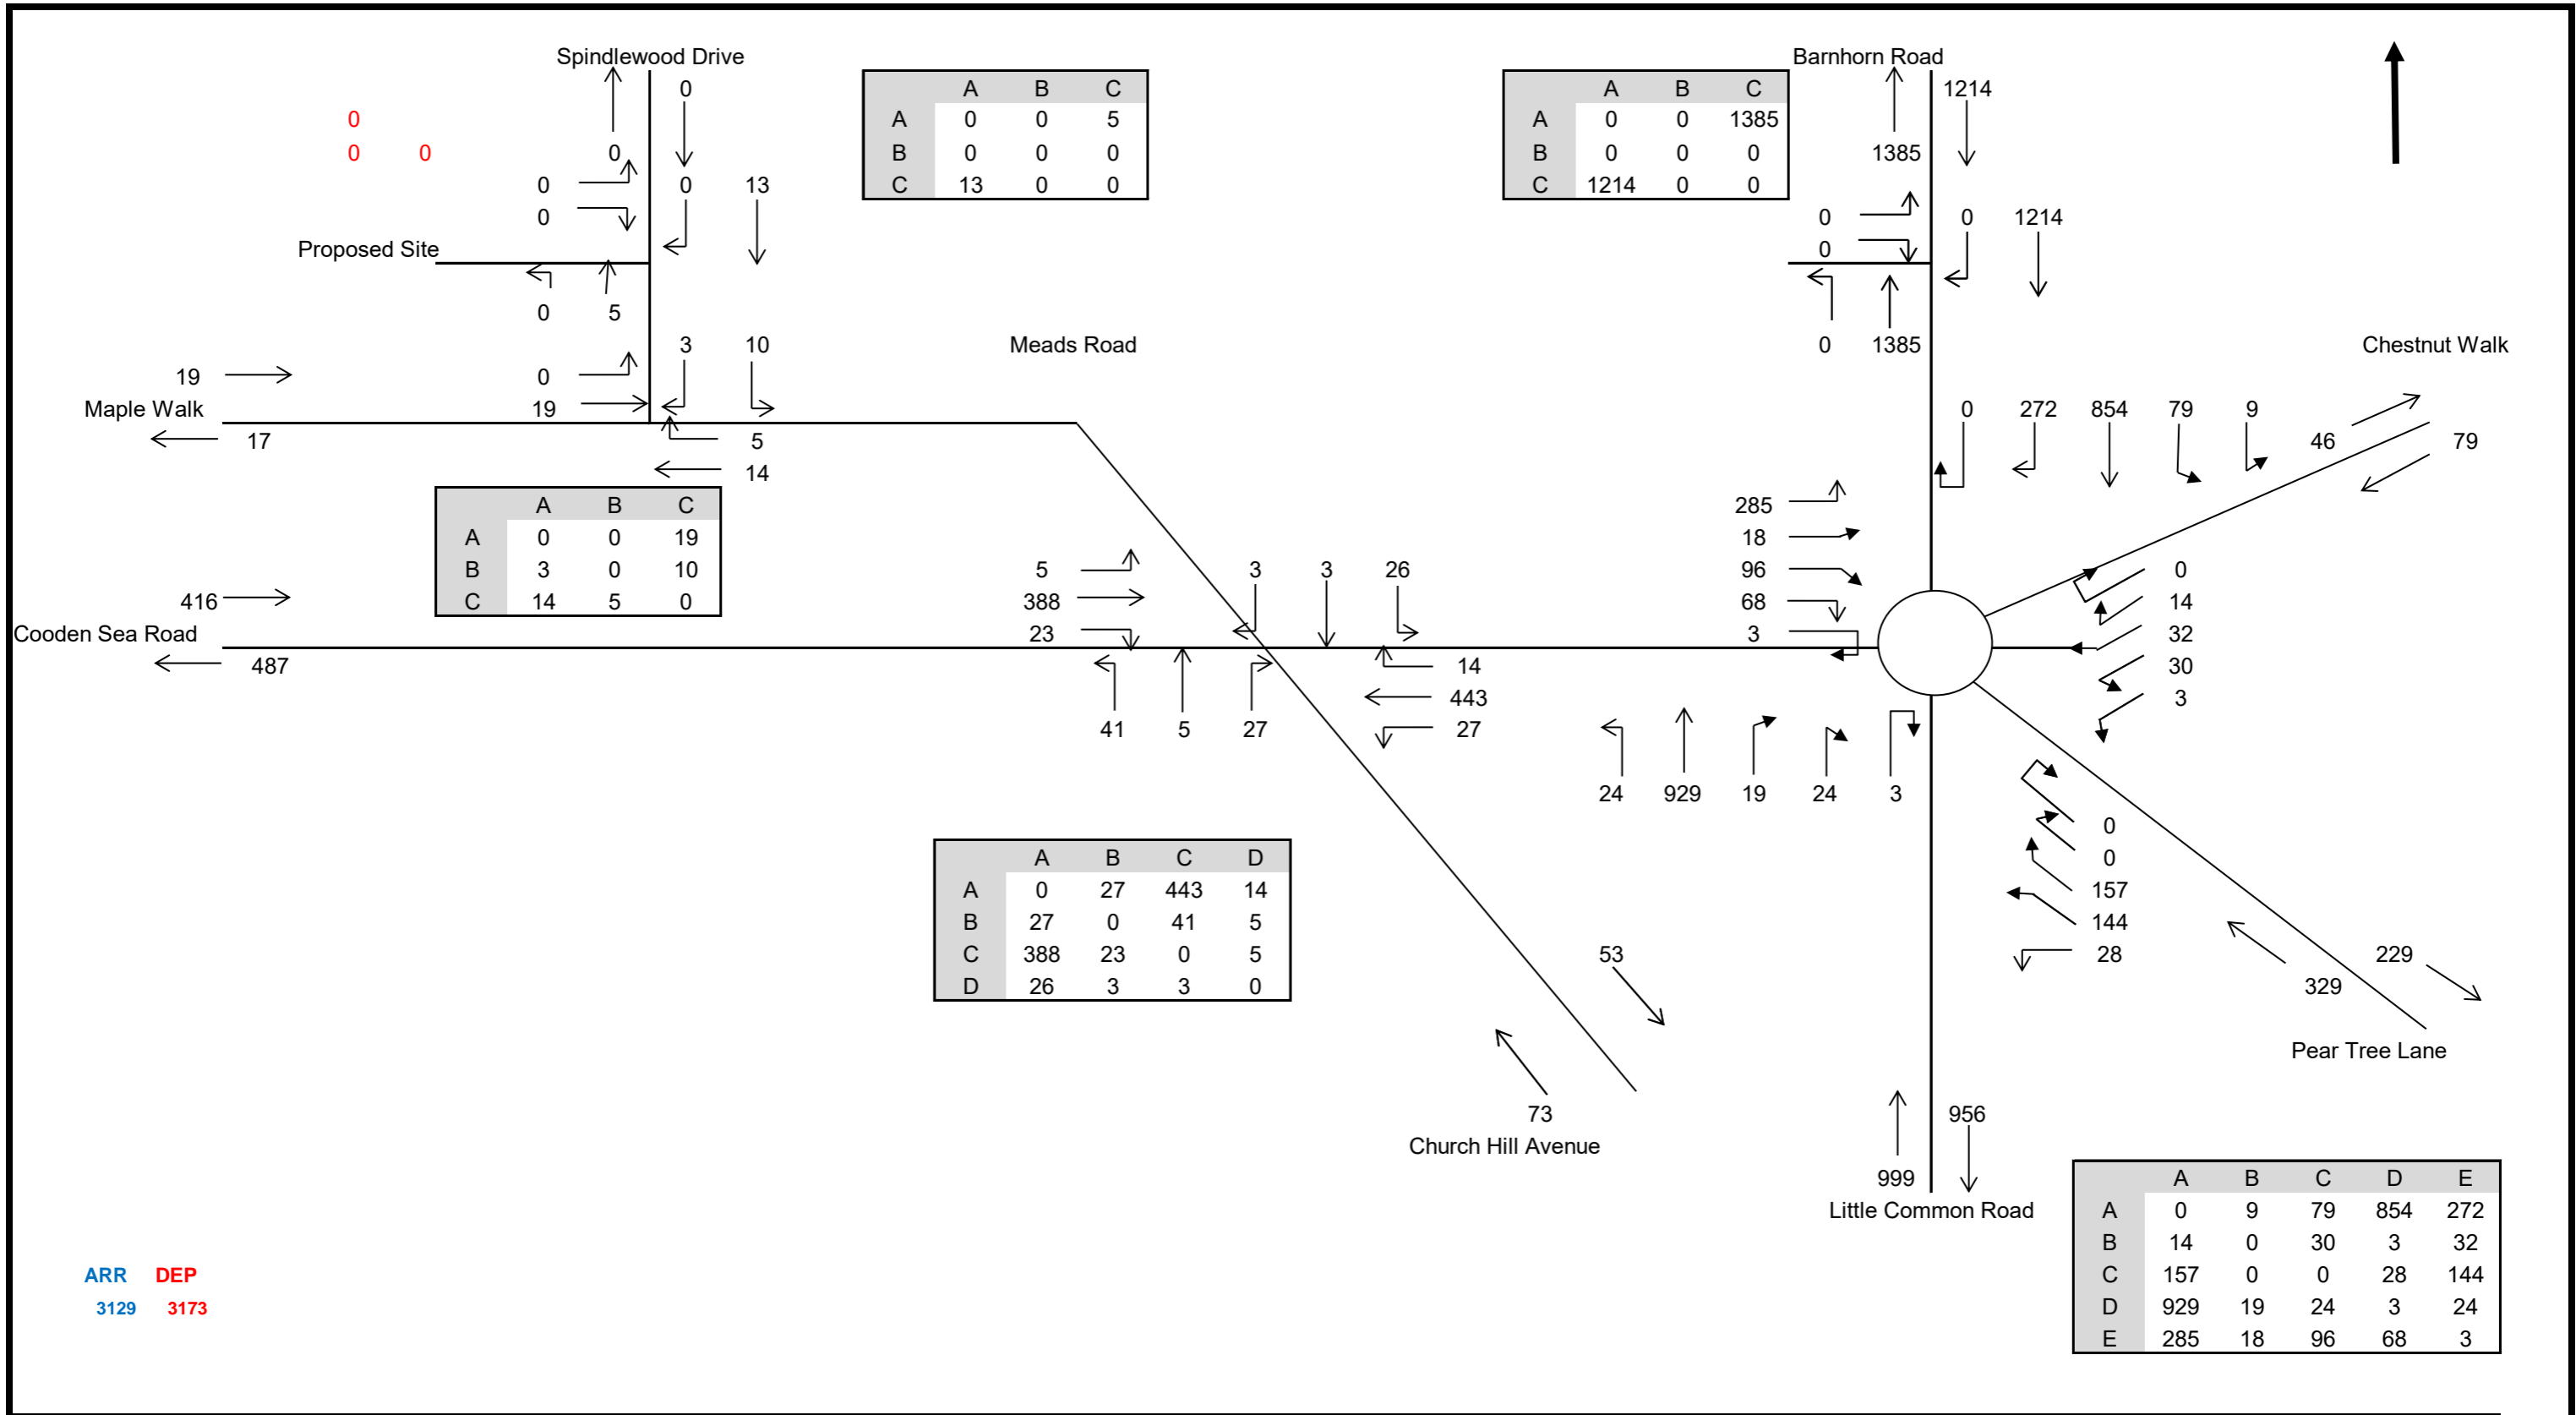 Spindlewood Drive Barnhorn Road
0 A B C A B C 1214
0 A 0 0 5 A 0 0 1385
0 0 0 B 0 0 0 1385 B 0 0 0
0 0 13 C 13 0 0 C 1214 0 0
0 0 0 1214
Proposed Site 0
0 5
3 10 Meads Road 0 1385 Chestnut Walk
19 0
Maple Walk 19 0 272 854 79 9
17 5 46 79
14
A B C 285
A 0 0 19 18
B 3 0 10 5 3 3 26 96 0
416 C 14 5 0 388 68 14
Cooden Sea Road 23 3 32
487 14 30
443 3
41 5 27 27
24 929 19 24 3
0
A B C D 0
A 0 27 443 14 157
B 27 0 41 5 144
C 388 23 0 5 53 28 229
D 26 3 3 0 329
Pear Tree Lane
73 956
Church Hill Avenue
999 A B C D E
Little Common Road A 0 9 79 854 272
B 14 0 30 3 32
ARR DEP C 157 0 0 28 144
3129 3173 D 929 19 24 3 24
E 285 18 96 68 3